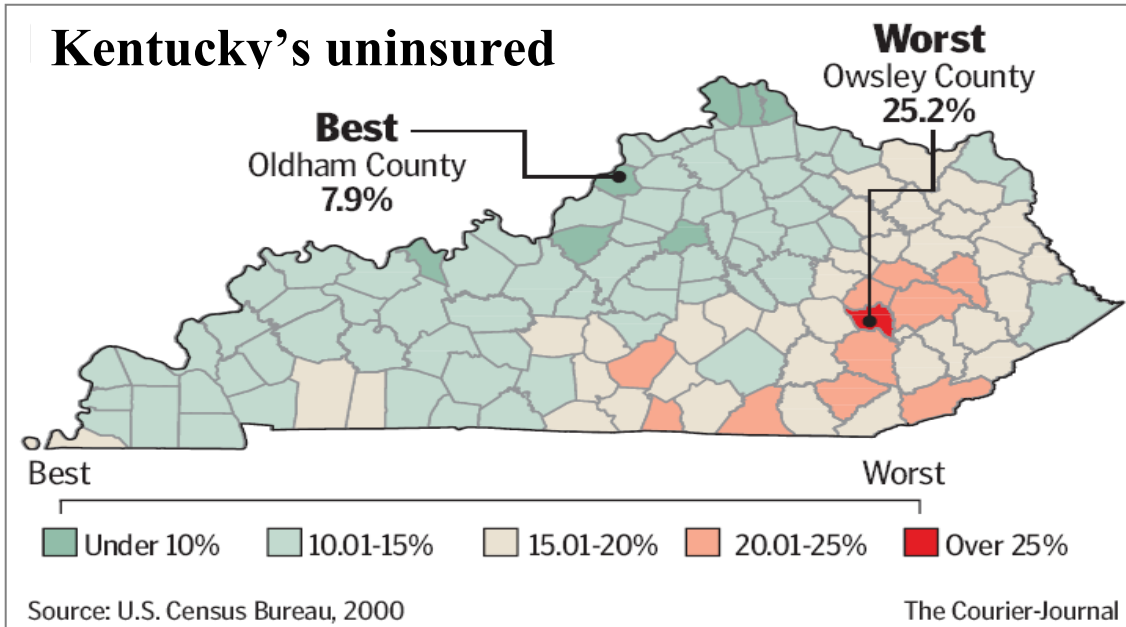 Kentucky's uninsured
Worst
Owsley County
25.2%
Best
Oldham County
7.9%
Best
Worst
Under 10%
10.01-15%
15.01-20%
20.01-25%
Over 25%
Source: U.S. Census Bureau, 2000
The Courier-Journal